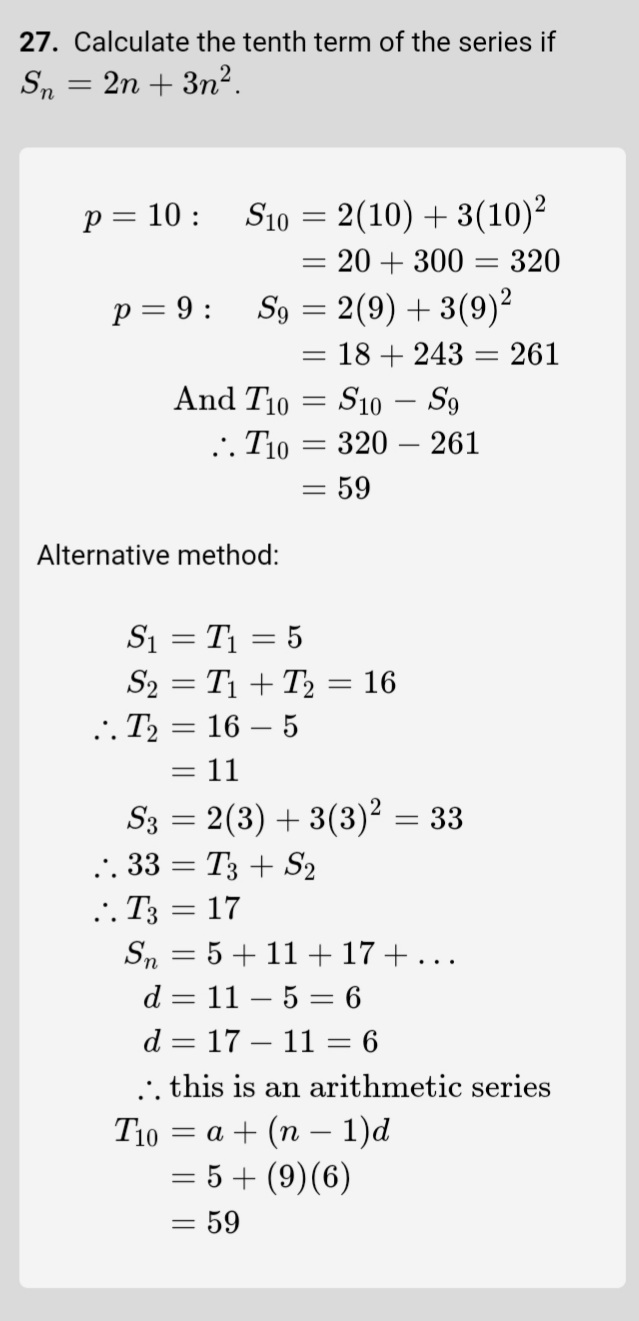 27. Calculate the tenth term of the series if
Sₙ = 2n + 3n².
p = 10 : S₁₀ = 2(10) + 3(10)²
= 20 + 300 = 320
p = 9 : S₉ = 2(9) + 3(9)²
= 18 + 243 = 261
And T₁₀ = S₁₀ − S₉
∴ T₁₀ = 320 − 261
= 59
Alternative method:
S₁ = T₁ = 5
S₂ = T₁ + T₂ = 16
∴ T₂ = 16 − 5
= 11
S₃ = 2(3) + 3(3)² = 33
∴ 33 = T₃ + S₂
∴ T₃ = 17
Sₙ = 5 + 11 + 17 + …
d = 11 − 5 = 6
d = 17 − 11 = 6
∴ this is an arithmetic series
T₁₀ = a + (n − 1)d
= 5 + (9)(6)
= 59